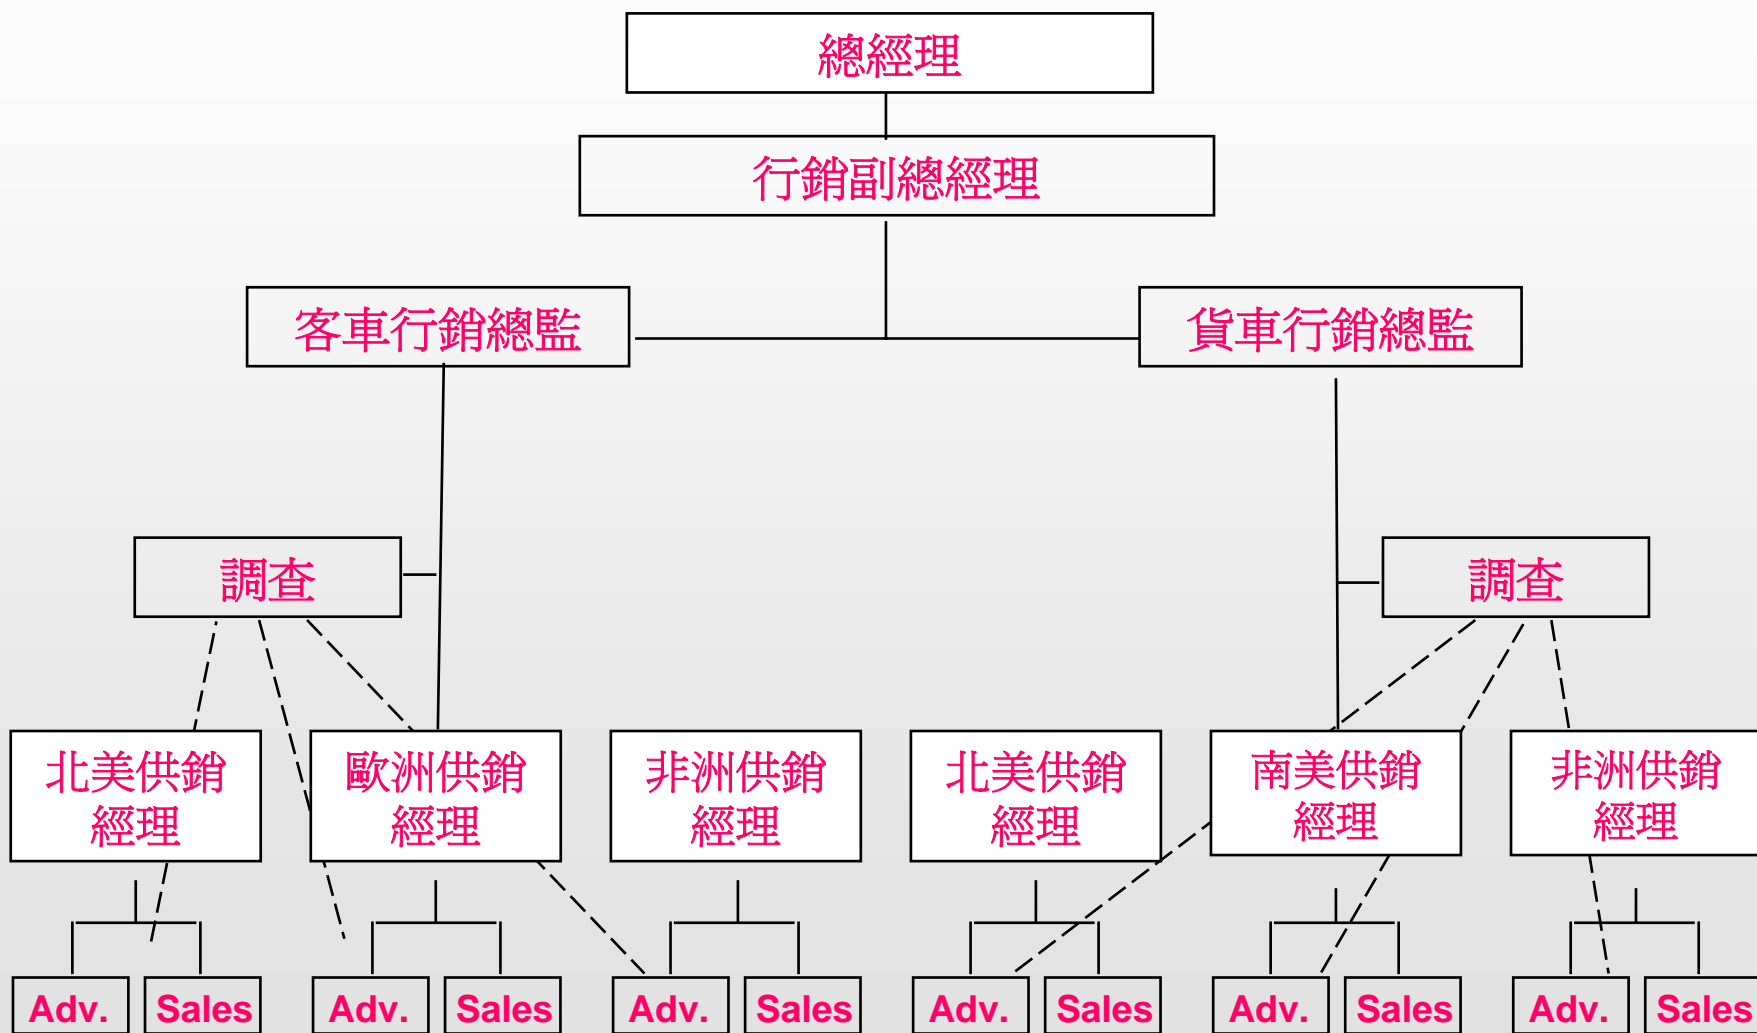 總經理
行銷副總經理
客車行銷總監
貨車行銷總監
調查
調查
北美供銷
經理
歐洲供銷
經理
非洲供銷
經理
北美供銷
經理
南美供銷
經理
非洲供銷
經理
Adv.
Sales
Adv.
Sales
Adv.
Sales
Adv.
Sales
Adv.
Sales
Adv.
Sales